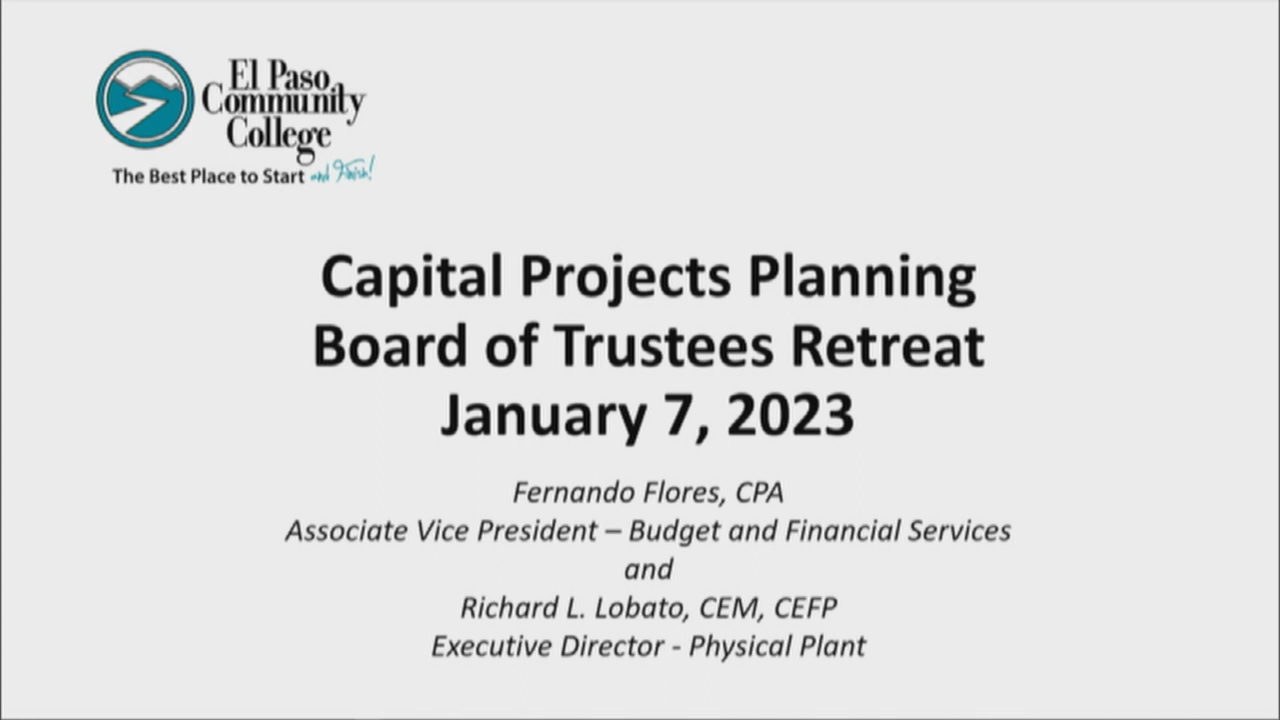 El Paso
Community
College
The Best Place to Start and Finish!
Capital Projects Planning
Board of Trustees Retreat
January 7, 2023
Fernando Flores, CPA
Associate Vice President – Budget and Financial Services
and
Richard L. Lobato, CEM, CEFP
Executive Director - Physical Plant